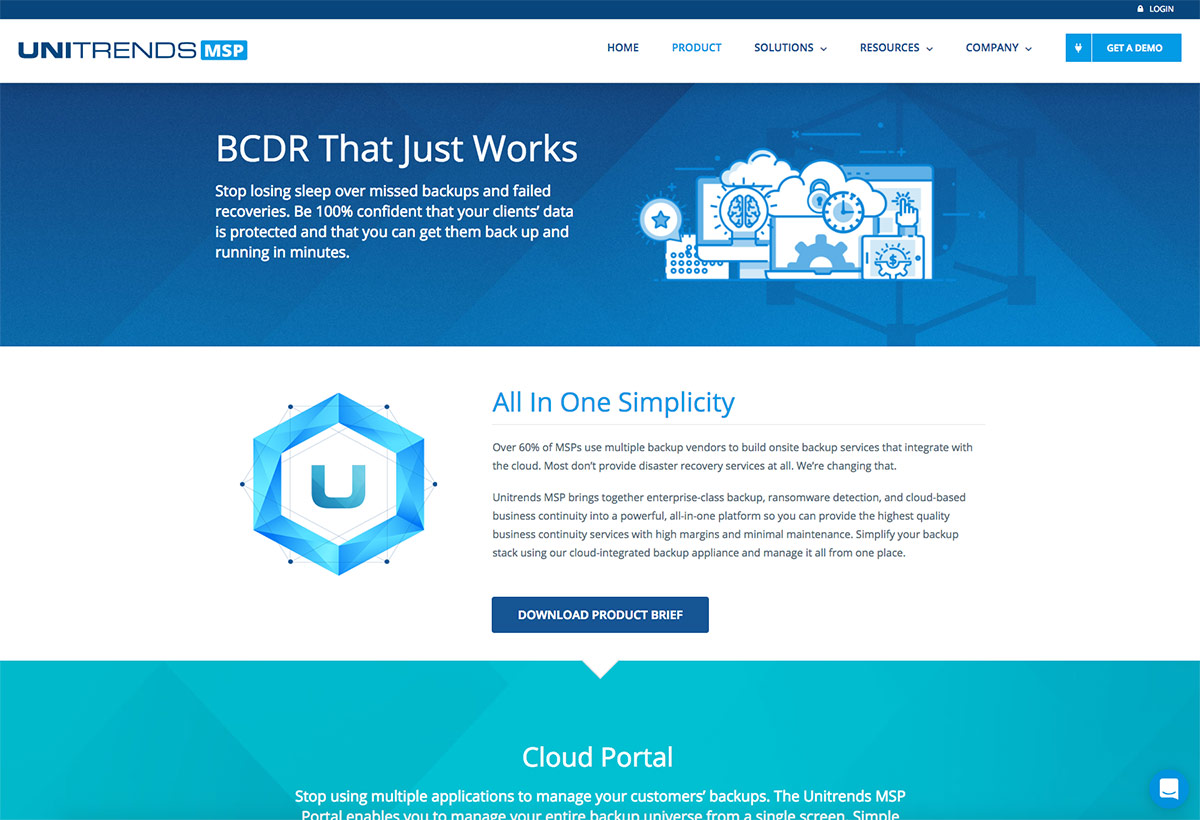 LOGIN
UNITRENDS MSP
HOME PRODUCT SOLUTIONS RESOURCES COMPANY GET A DEMO
BCDR That Just Works
Stop losing sleep over missed backups and failed
recoveries. Be 100% confident that your clients’ data
is protected and that you can get them back up and
running in minutes.
$
U
All In One Simplicity
Over 60% of MSPs use multiple backup vendors to build onsite backup services that integrate with
the cloud. Most don’t provide disaster recovery services at all. We’re changing that.
Unitrends MSP brings together enterprise-class backup, ransomware detection, and cloud-based
business continuity into a powerful, all-in-one platform so you can provide the highest quality
business continuity services with high margins and minimal maintenance. Simplify your backup
stack using our cloud-integrated backup appliance and manage it all from one place.
DOWNLOAD PRODUCT BRIEF
Cloud Portal
Stop using multiple applications to manage your customers’ backups. The Unitrends MSP
Portal enables you to manage your entire backup universe from a single screen. Simple